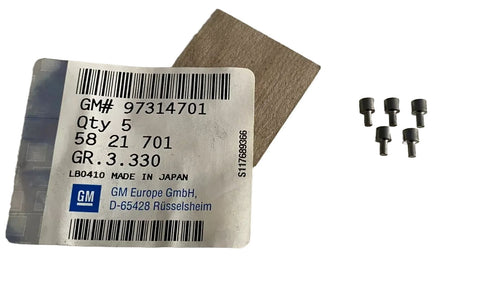 GM# 97314701
Qty 5
58 21 701
GR.3.330
LB0410 MADE IN JAPAN
GM
GM Europe GmbH,
D-65428 Rüsselsheim
S117689366